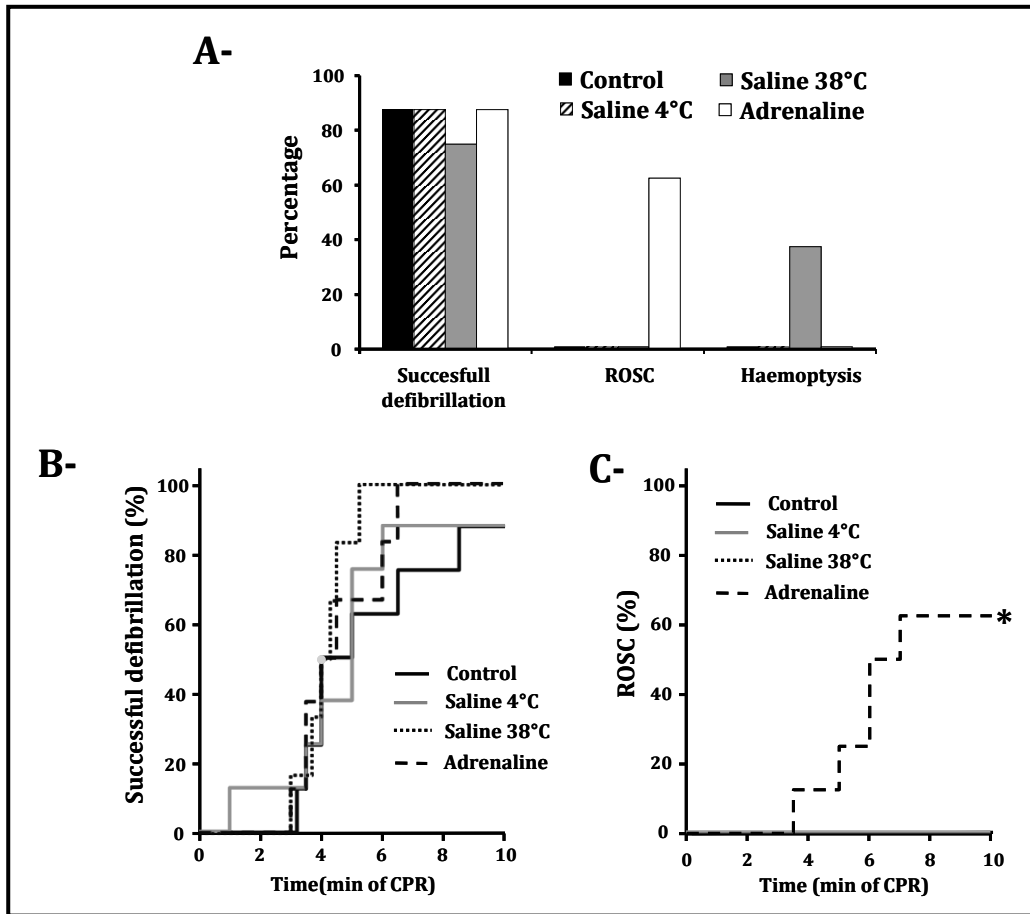 A-
Control
Saline 38°C
Saline 4°C
Adrenaline
Percentage
100
80
60
40
20
0
Succesfull
defibrillation
ROSC
Haemoptysis
B-
Successful defibrillation (%)
100
80
60
40
20
0
Control
Saline 4°C
Saline 38°C
Adrenaline
0 2 4 6 8 10
Time(min of CPR)
C-
ROSC (%)
100
80
60
40
20
0
Control
Saline 4°C
Saline 38°C
Adrenaline
*
0 2 4 6 8 10
Time (min of CPR)